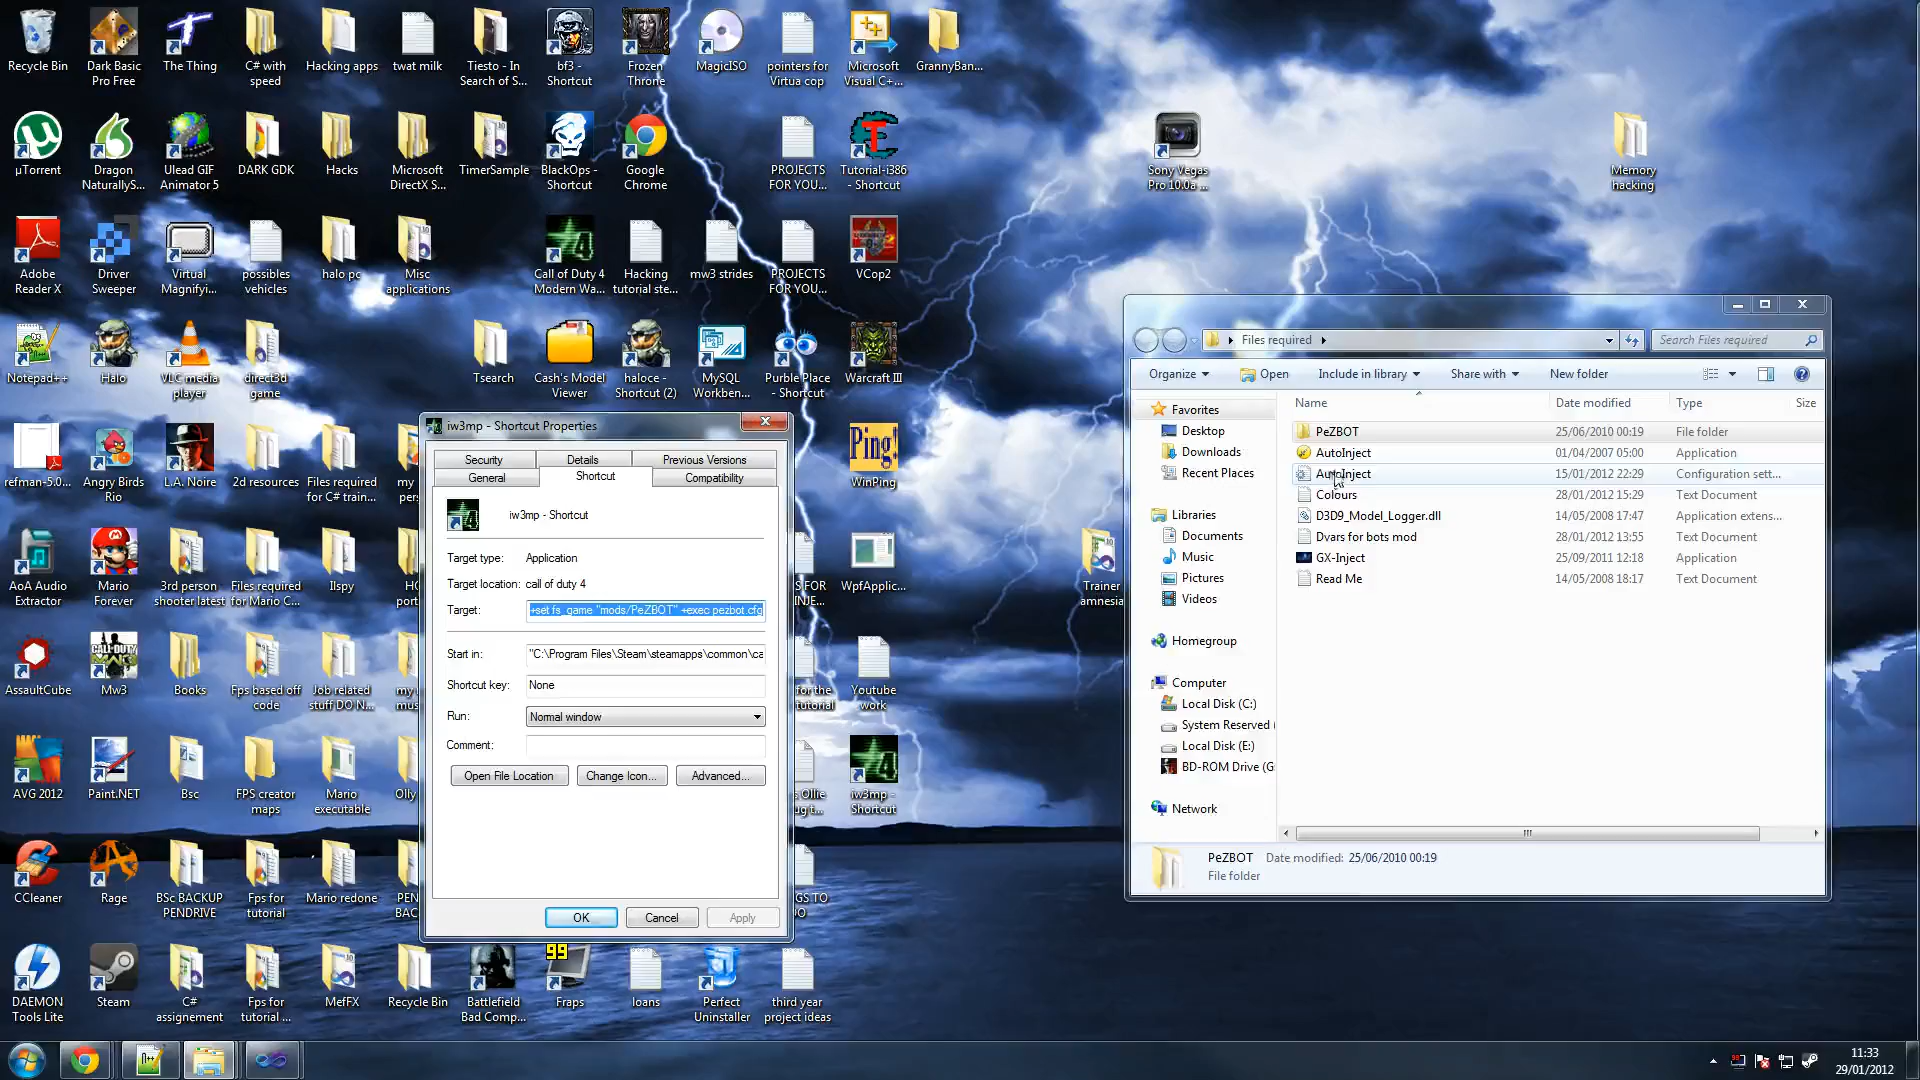 Recycle Bin
Dark Basic
Pro Free
The Thing
C# with
speed
Hacking apps
twat milk
Tiesto - In
Search of S...
bf3 -
Shortcut
Frozen
Throne
MagicISO
pointers for
Virtua cop
Microsoft
Visual C+...
GrannyBan...
µTorrent
Dragon
NaturallyS...
Ulead GIF
Animator 5
DARK GDK
Hacks
Microsoft
DirectX S...
TimerSample
BlackOps -
Shortcut
Google
Chrome
PROJECTS
FOR YOU...
Tutorial-i386
- Shortcut
Sony Vegas
Pro 10.0a ...
Memory
hacking
Adobe
Reader X
Driver
Sweeper
Virtual
Magnifyi...
possibles
vehicles
halo pc
Misc
applications
Call of Duty 4
Modern Wa...
Hacking
tutorial ste...
mw3 strides
PROJECTS
FOR YOU...
VCop2
Notepad++
Halo
VLC media
player
direct3d
game
Tsearch
Cash's Model
Viewer
haloce -
Shortcut (2)
MySQL
Workben...
Purble Place
- Shortcut
Warcraft III
refman-5.0...
Angry Birds
Rio
L.A. Noire
2d resources
Files required
for C# train...
Ping!
WinPing
AoA Audio
Extractor
Mario
Forever
3rd person
shooter latest
Files required
for Mario C...
Ilspy
WpfApplic...
Trainer
amnesia
AssaultCube
Mw3
Books
Fps based off
code
Job related
stuff DO N...
for the
tutorial
Youtube
work
AVG 2012
Paint.NET
Bsc
FPS creator
maps
Mario
executable
Olly
iw3mp -
Shortcut
CCleaner
Rage
BSc BACKUP
PENDRIVE
Fps for
tutorial
Mario redone
DAEMON
Tools Lite
Steam
C#
assignement
Fps for
tutorial ...
MefFX
Recycle Bin
Battlefield
Bad Comp...
99
Fraps
loans
Perfect
Uninstaller
third year
project ideas
iw3mp - Shortcut Properties
Security
Details
Previous Versions
General
Shortcut
Compatibility
iw3mp - Shortcut
Target type: Application
Target location: call of duty 4
Target: +set fs_game "mods/PeZBOT" +exec pezbot.cfg
Start in: "C:\Program Files\Steam\steamapps\common\ca
Shortcut key: None
Run: Normal window
Comment:
Open File Location
Change Icon...
Advanced...
OK
Cancel
Apply
Files required
Search Files required
Organize
Open
Include in library
Share with
New folder
Name
Date modified
Type
Size
Favorites
Desktop
Downloads
Recent Places
Libraries
Documents
Music
Pictures
Videos
Homegroup
Computer
Local Disk (C:)
System Reserved
Local Disk (E:)
BD-ROM Drive (G:
Network
PeZBOT 25/06/2010 00:19 File folder
AutoInject 01/04/2007 05:00 Application
AutoInject 15/01/2012 22:29 Configuration sett...
Colours 28/01/2012 15:29 Text Document
D3D9_Model_Logger.dll 14/05/2008 17:47 Application extens...
Dvars for bots mod 28/01/2012 13:55 Text Document
GX-Inject 25/09/2011 12:18 Application
Read Me 14/05/2008 18:17 Text Document
PeZBOT Date modified: 25/06/2010 00:19
File folder
11:33
29/01/2012